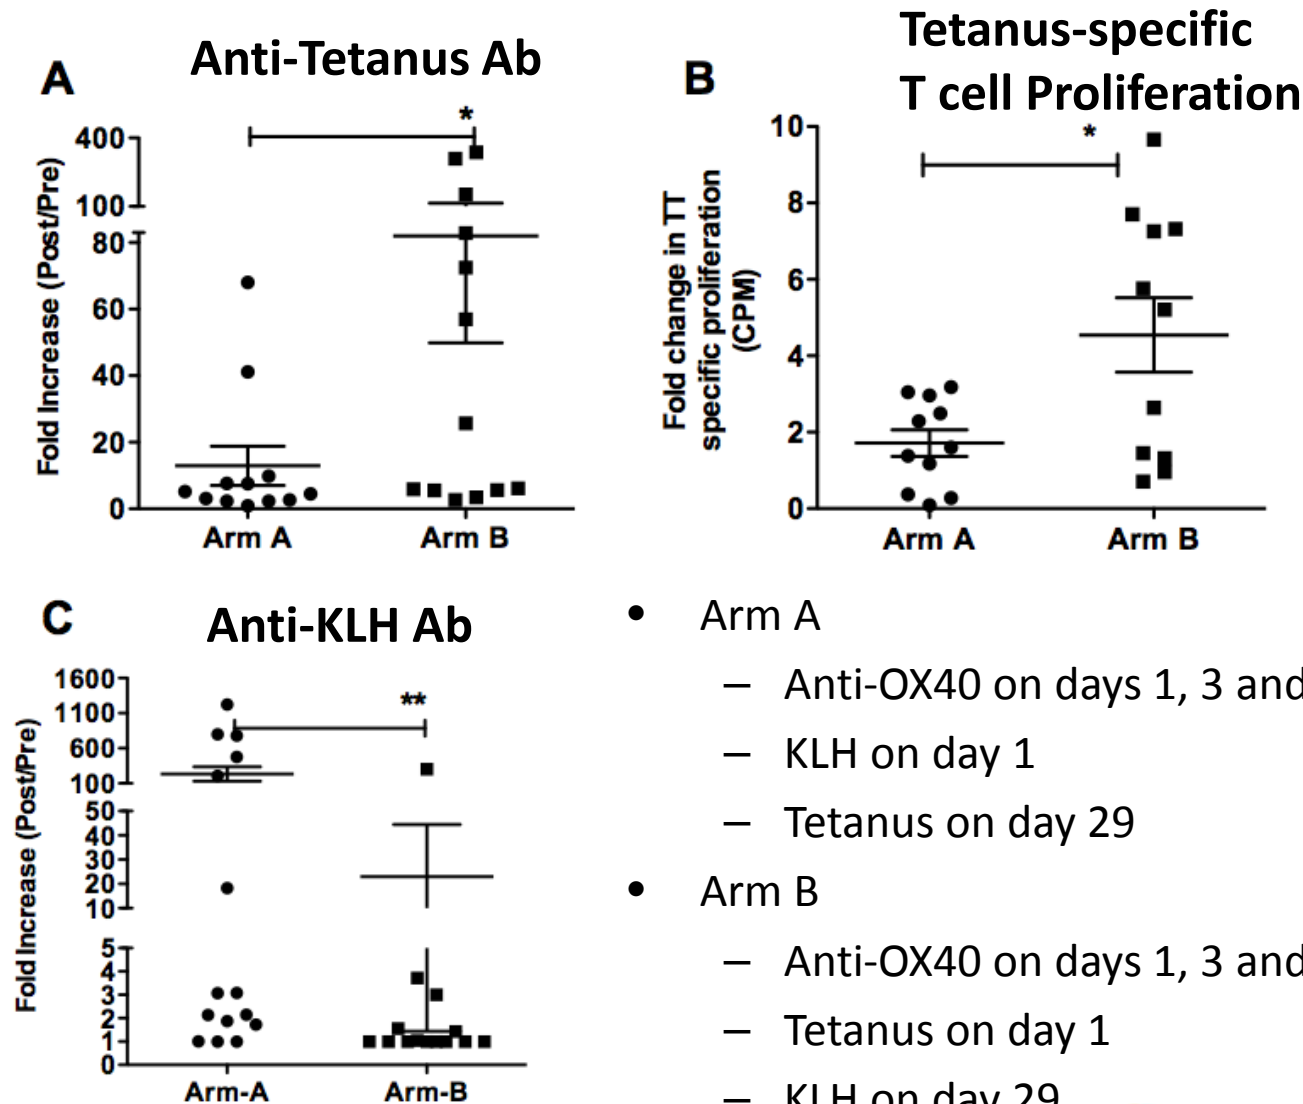 A
Anti-Tetanus Ab
*
Fold Increase (Post/Pre)
400
100
80
60
40
20
0
Arm A
Arm B
B
Tetanus-specific
T cell Proliferation
*
Fold change in TT
specific proliferation
(CPM)
10
8
6
4
2
0
Arm A
Arm B
C
Anti-KLH Ab
**
Fold Increase (Post/Pre)
1600
1100
600
100
50
40
30
20
10
5
4
3
2
1
0
Arm-A
Arm-B
• Arm A
– Anti-OX40 on days 1, 3 and
– KLH on day 1
– Tetanus on day 29
• Arm B
– Anti-OX40 on days 1, 3 and
– Tetanus on day 1
– KLH on day 29